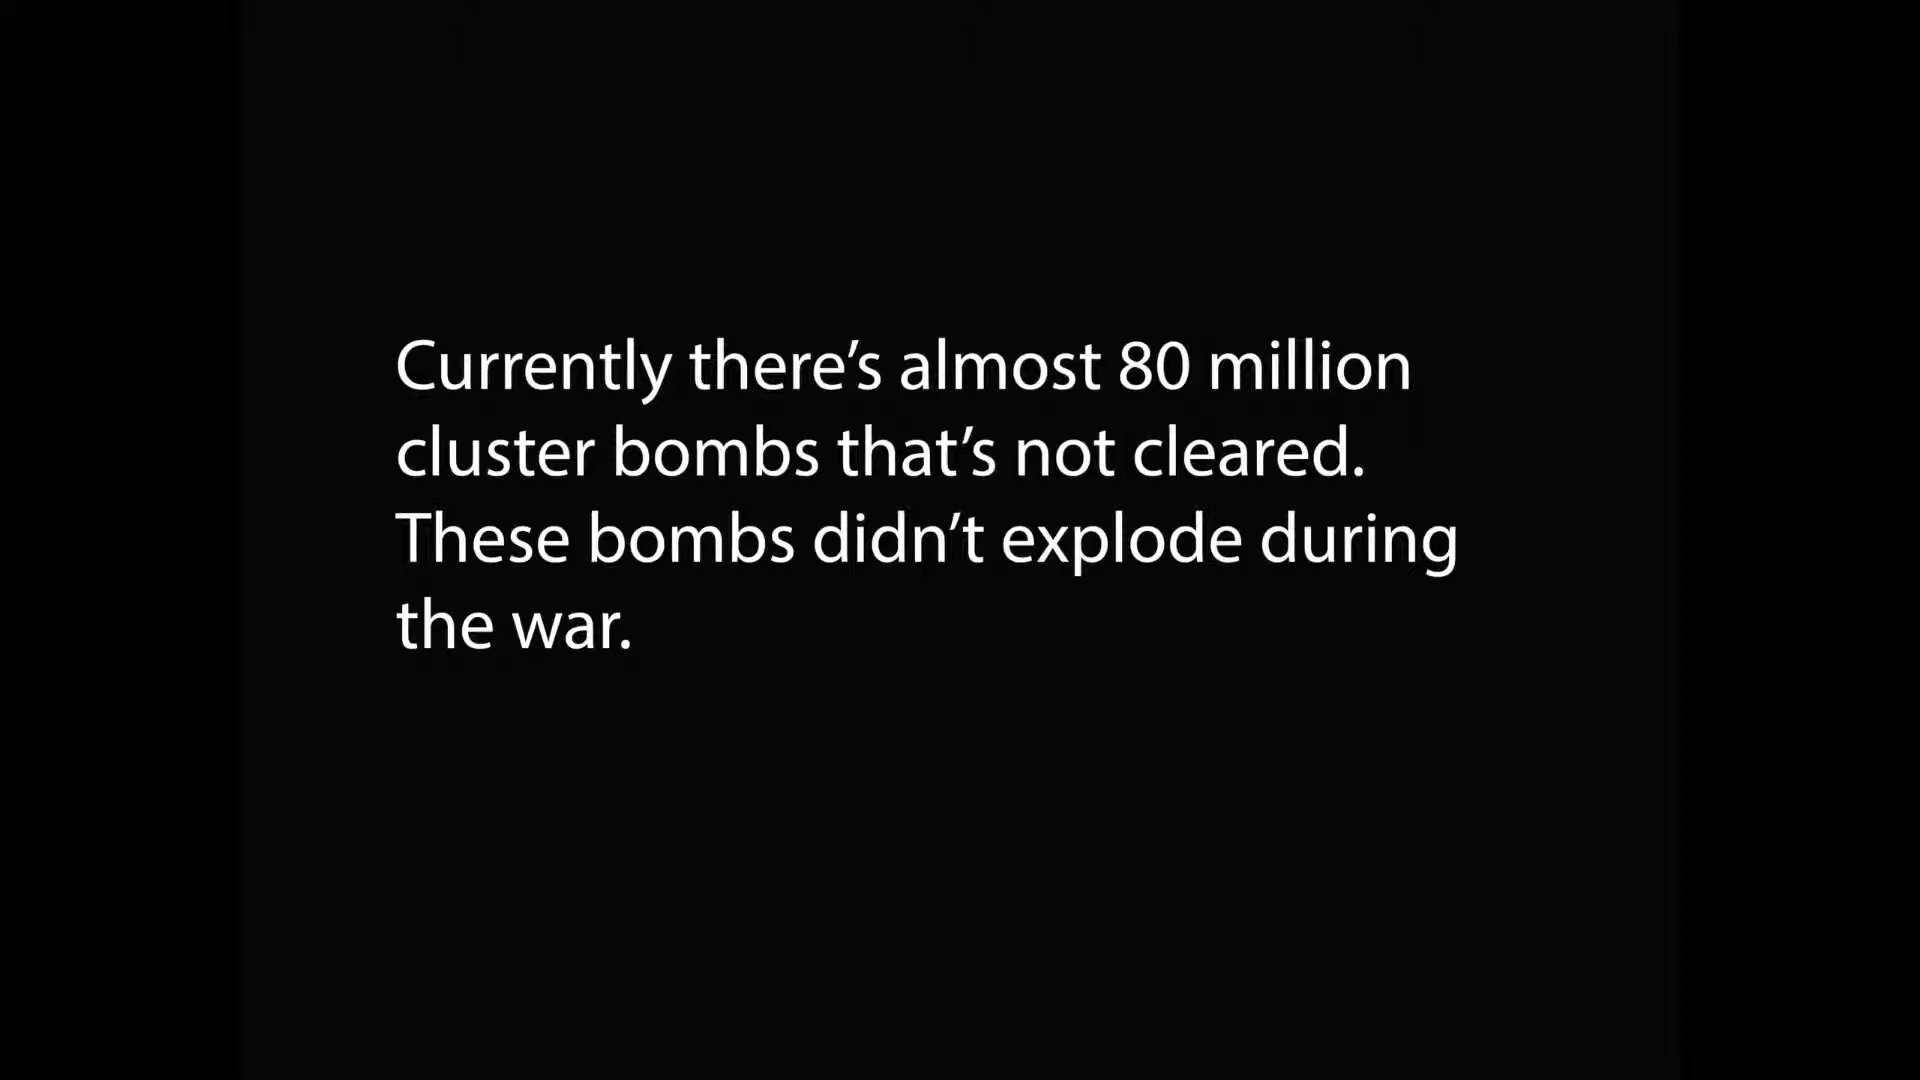 Currently there’s almost 80 million
cluster bombs that’s not cleared.
These bombs didn’t explode during
the war.